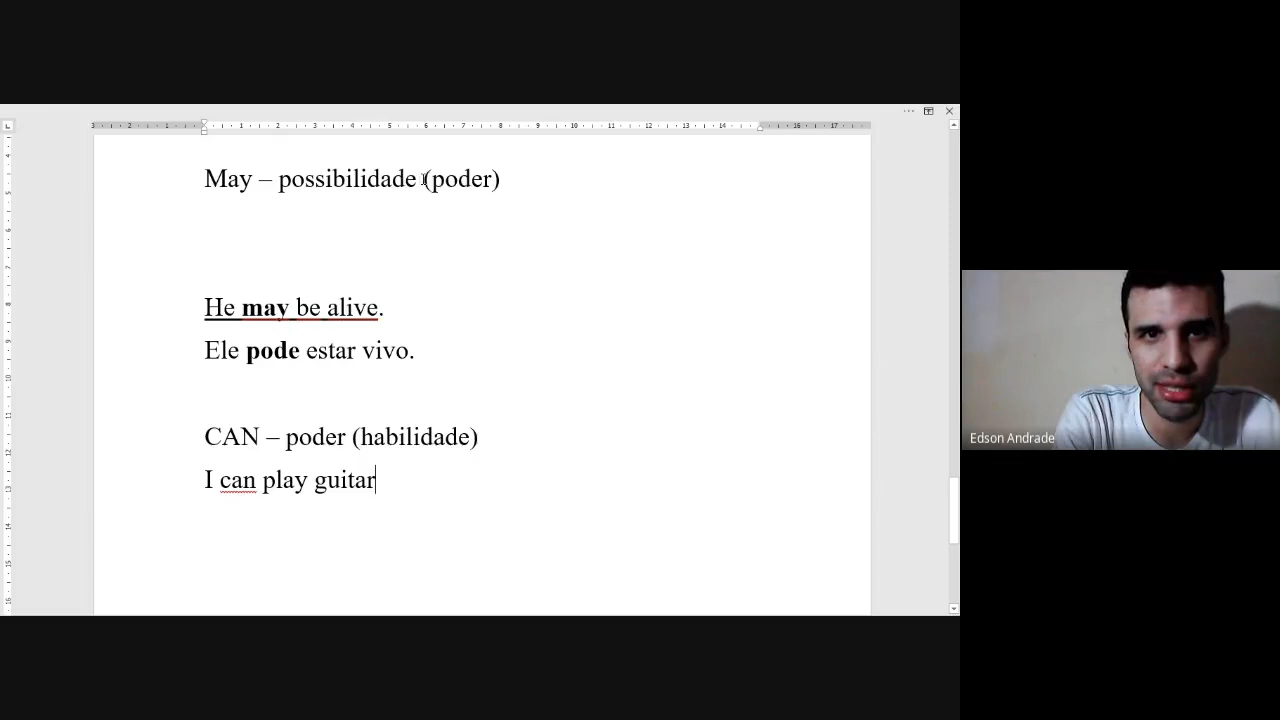 May – possibilidade (poder)
He may be alive.
Ele pode estar vivo.
CAN – poder (habilidade)
I can play guitar
Edson Andrade